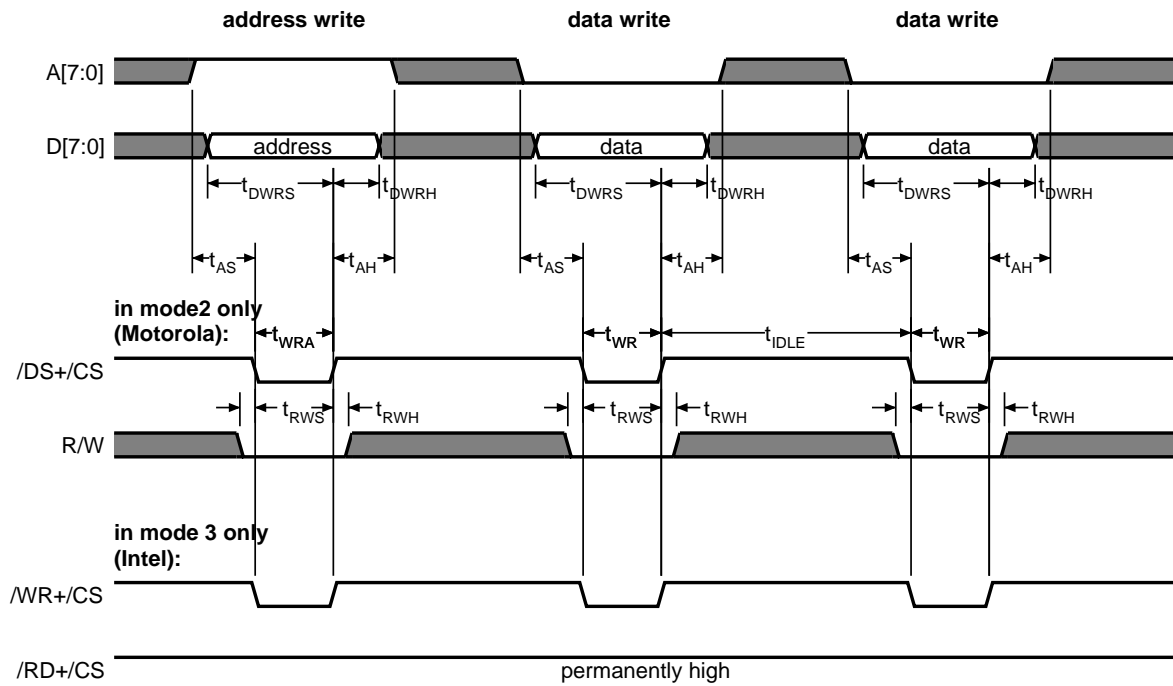 address write data write data write
A[7:0]
D[7:0] address data data
tDWRS tDWRH tDWRS tDWRH tDWRS tDWRH
tAS tAH tAS tAH tAS tAH
in mode2 only
(Motorola):
tWRA tWR tIDLE tWR
/DS+/CS
tRWS tRWH tRWS tRWH tRWS tRWH
R/W
in mode 3 only
(Intel):
/WR+/CS
/RD+/CS permanently high